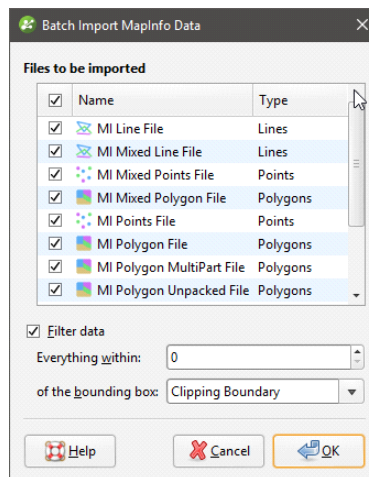 Batch Import MapInfo Data
Files to be imported
Name Type
MI Line File Lines
MI Mixed Line File Lines
MI Mixed Points File Points
MI Mixed Polygon File Polygons
MI Points File Points
MI Polygon File Polygons
MI Polygon MultiPart File Polygons
MI Polygon Unpacked File Polygons
Filter data
Everything within: 0
of the bounding box: Clipping Boundary
Help Cancel OK